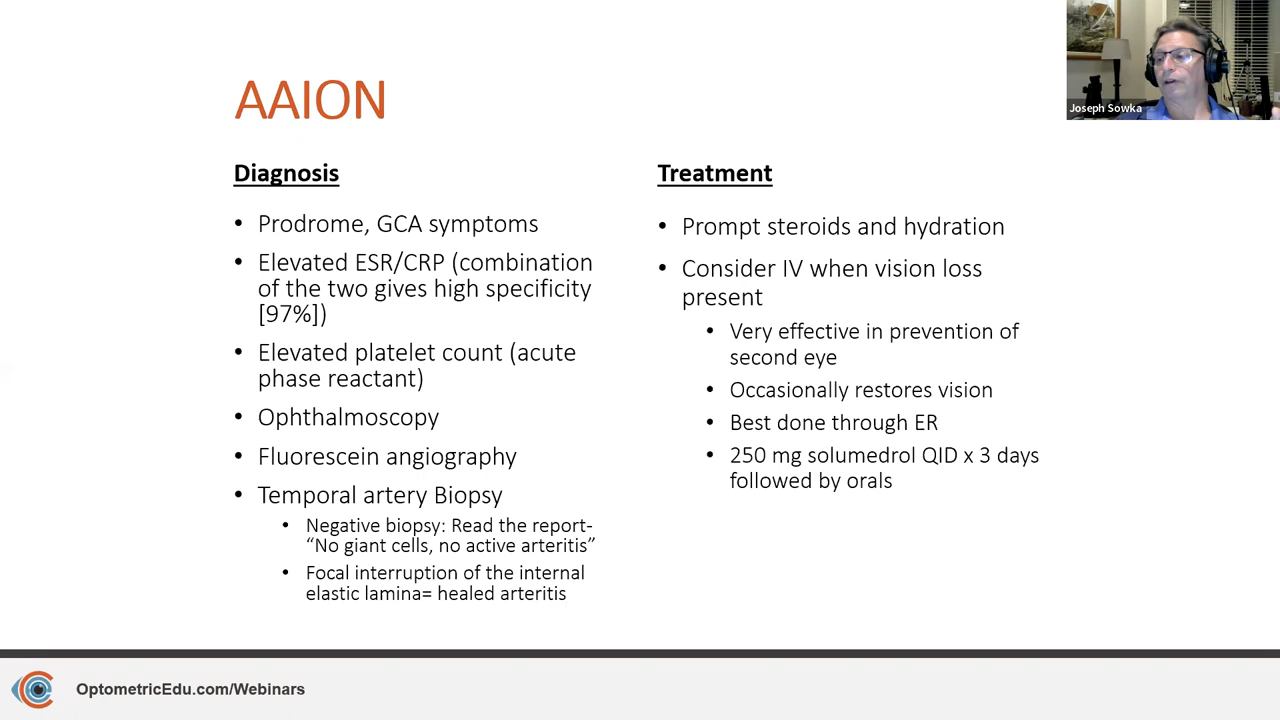 Joseph Sowka
AAION
Diagnosis
• Prodrome, GCA symptoms
• Elevated ESR/CRP (combination
of the two gives high specificity
[97%])
• Elevated platelet count (acute
phase reactant)
• Ophthalmoscopy
• Fluorescein angiography
• Temporal artery Biopsy
• Negative biopsy: Read the report-
“No giant cells, no active arteritis”
• Focal interruption of the internal
elastic lamina= healed arteritis
Treatment
• Prompt steroids and hydration
• Consider IV when vision loss
present
• Very effective in prevention of
second eye
• Occasionally restores vision
• Best done through ER
• 250 mg solumedrol QID x 3 days
followed by orals
OptometricEdu.com/Webinars